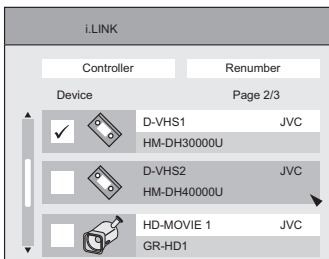 i.LINK
Controller Renumber
Device Page 2/3
D-VHS1 JVC
HM-DH30000U
D-VHS2 JVC
HM-DH40000U
HD-MOVIE 1 JVC
GR-HD1